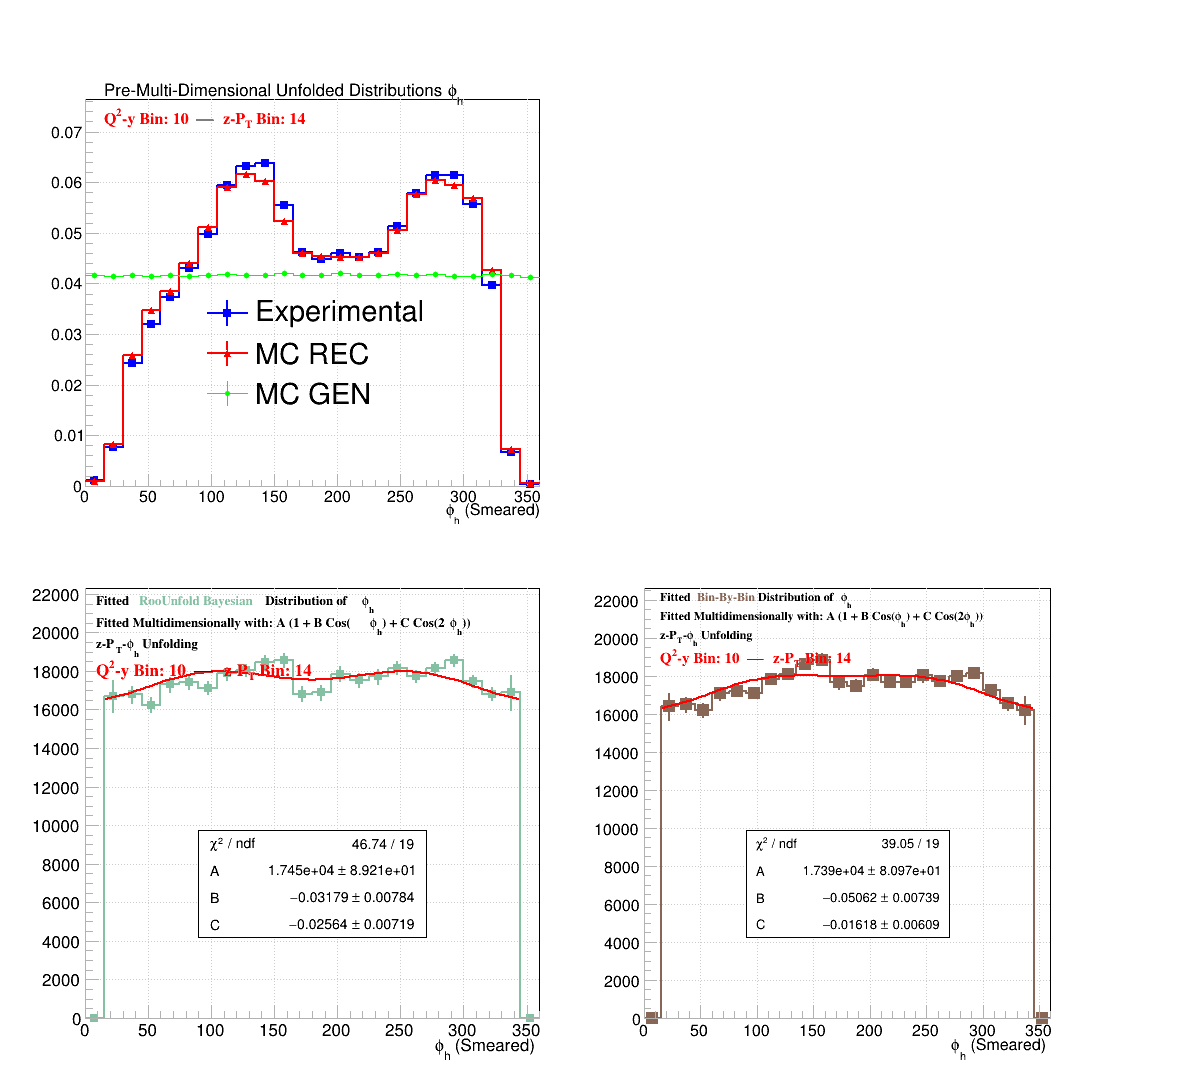 Pre-Multi-Dimensional Unfolded Distributions ϕh
Q²-y Bin: 10 — z-PT Bin: 14
0.07
0.06
0.05
0.04
0.03
0.02
0.01
0
Experimental
MC REC
MC GEN
0 50 100 150 200 250 300 350
ϕh (Smeared)
Fitted RooUnfold Bayesian Distribution of ϕh
Fitted Multidimensionally with: A (1 + B Cos( ϕh) + C Cos(2 ϕh))
z-PT-ϕh Unfolding
Q²-y Bin: 10 — z-PT Bin: 14
22000
20000
18000
16000
14000
12000
10000
8000
6000
4000
2000
0
χ² / ndf 46.74 / 19
A 1.745e+04 ± 8.921e+01
B −0.03179 ± 0.00784
C −0.02564 ± 0.00719
0 50 100 150 200 250 300 350
ϕh (Smeared)
Fitted Bin-By-Bin Distribution of ϕh
Fitted Multidimensionally with: A (1 + B Cos(ϕh) + C Cos(2ϕh))
z-PT-ϕh Unfolding
Q²-y Bin: 10 — z-PT Bin: 14
22000
20000
18000
16000
14000
12000
10000
8000
6000
4000
2000
0
χ² / ndf 39.05 / 19
A 1.739e+04 ± 8.097e+01
B −0.05062 ± 0.00739
C −0.01618 ± 0.00609
0 50 100 150 200 250 300 350
ϕh (Smeared)